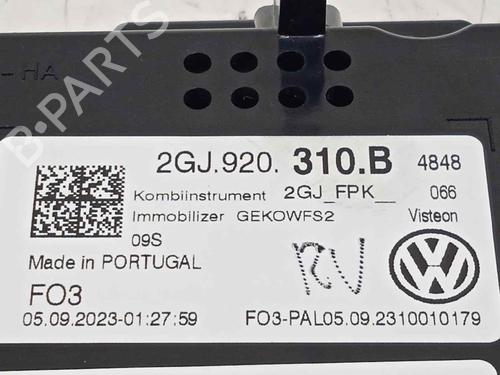 - HA
B-PARTS
2GJ.920. 310.B 4848
Kombiinstrument 2GJ_FPK__ 066
Immobilizer GEKOWFS2 Visteon
09S
Made in PORTUGAL
FO3
05.09.2023-01:27:59 FO3-PAL05.09.2310010179